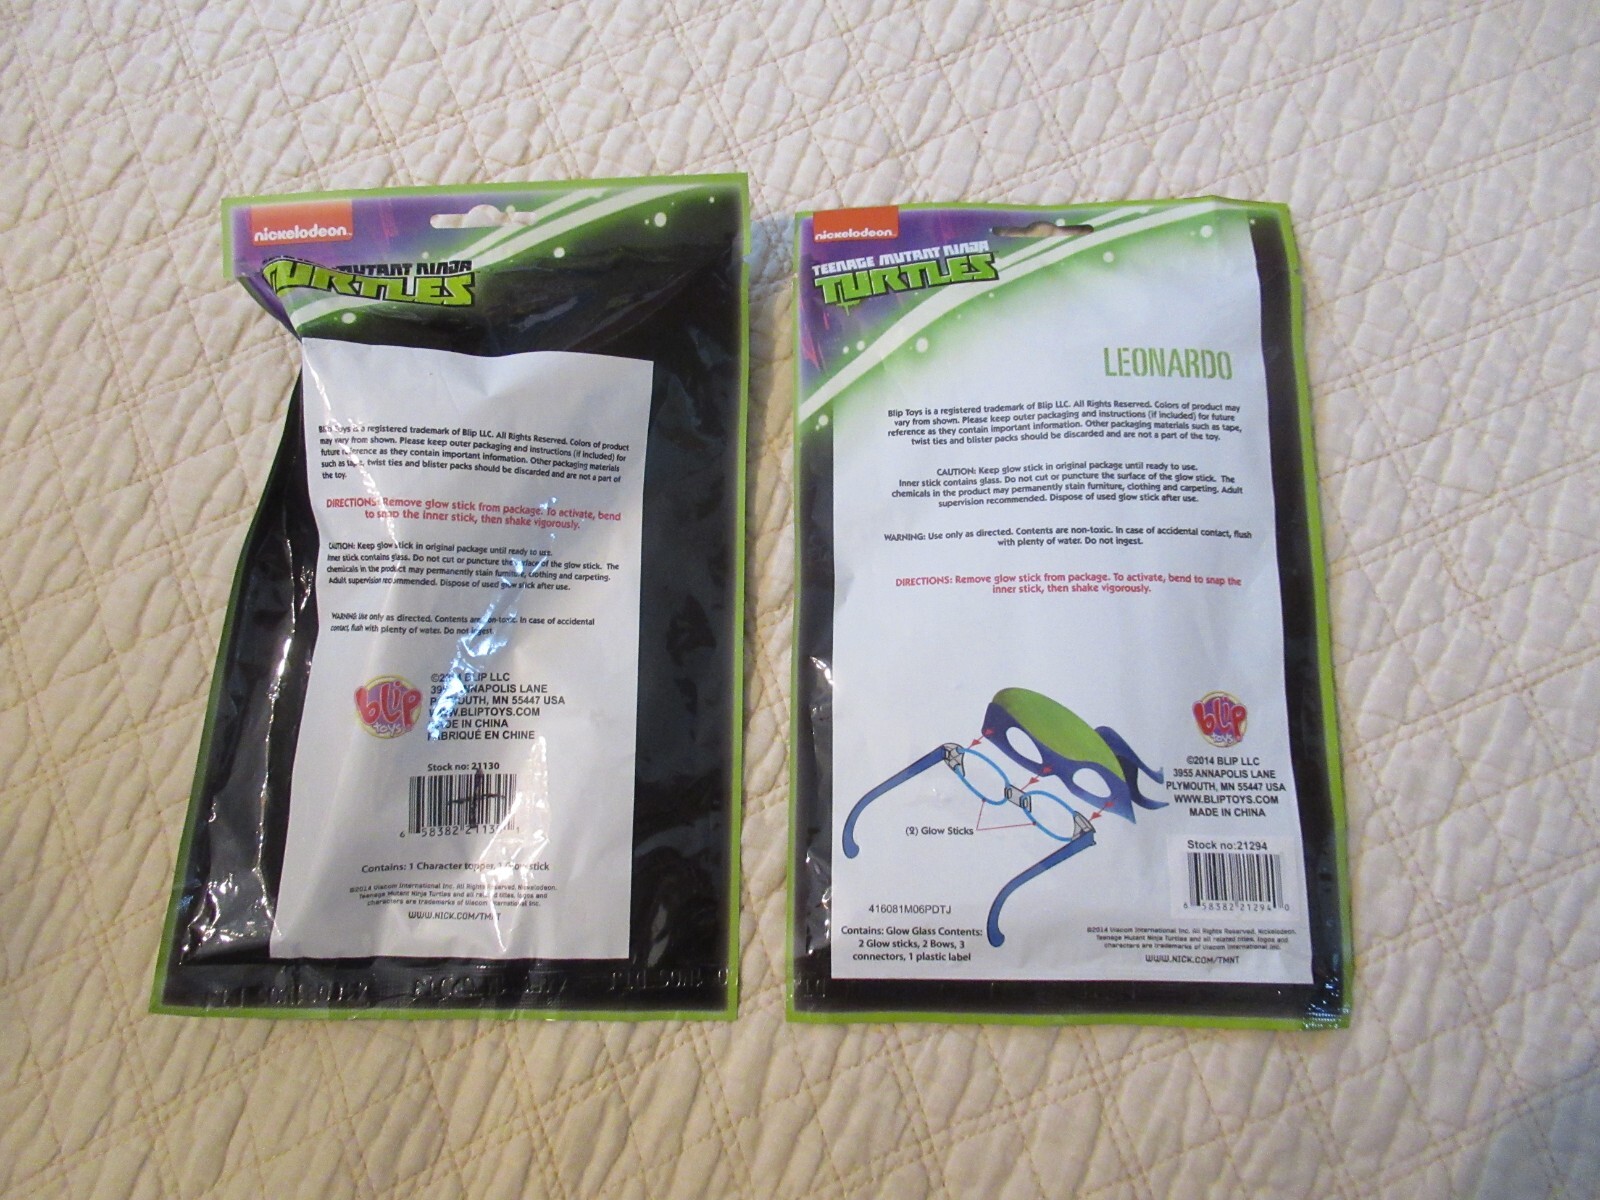 nickelodeon
MUTANT NINJA
TURTLES
Blip Toys is a registered trademark of Blip LLC. All Rights Reserved. Colors of product
may vary from shown. Please keep outer packaging and instructions (if included) for
future reference as they contain important information. Other packaging materials
such as tape, twist ties and blister packs should be discarded and are not a part of
the toy.
DIRECTIONS: Remove glow stick from package. To activate, bend
to snap the inner stick, then shake vigorously.
CAUTION: Keep glow stick in original package until ready to use.
Inner stick contains glass. Do not cut or puncture the surface of the glow stick. The
chemicals in the product may permanently stain furniture, clothing and carpeting.
Adult supervision recommended. Dispose of used glow stick after use.
WARNING: Use only as directed. Contents are non-toxic. In case of accidental
contact, flush with plenty of water. Do not ingest.
blip
toys
©2014 BLIP LLC
ANNAPOLIS LANE
PLYMOUTH, MN 55447 USA
WWW.BLIPTOYS.COM
MADE IN CHINA
FABRIQUÉ EN CHINE
Stock no: 21130
6 58382 21130 1
Contains: 1 Character topper, 1 Glow stick
©2014 Viacom International Inc. All Rights Reserved. Nickelodeon,
Teenage Mutant Ninja Turtles and all related titles, logos and
characters are trademarks of Viacom International Inc.
WWW.NICK.COM/TMNT
nickelodeon
TEENAGE MUTANT NINJA
TURTLES
LEONARDO
Blip Toys is a registered trademark of Blip LLC. All Rights Reserved. Colors of product may
vary from shown. Please keep outer packaging and instructions (if included) for future
reference as they contain important information. Other packaging materials such as tape,
twist ties and blister packs should be discarded and are not a part of the toy.
CAUTION: Keep glow stick in original package until ready to use.
Inner stick contains glass. Do not cut or puncture the surface of the glow stick. The
chemicals in the product may permanently stain furniture, clothing and carpeting. Adult
supervision recommended. Dispose of used glow stick after use.
WARNING: Use only as directed. Contents are non-toxic. In case of accidental contact, flush
with plenty of water. Do not ingest.
DIRECTIONS: Remove glow stick from package. To activate, bend to snap the
inner stick, then shake vigorously.
(2) Glow Sticks
blip
toys
©2014 BLIP LLC
3955 ANNAPOLIS LANE
PLYMOUTH, MN 55447 USA
WWW.BLIPTOYS.COM
MADE IN CHINA
Stock no:21294
6 58382 21294 0
416081M06PDTJ
Contains: Glow Glass Contents:
2 Glow sticks, 2 Bows, 3
connectors, 1 plastic label
©2014 Viacom International Inc. All Rights Reserved. Nickelodeon,
Teenage Mutant Ninja Turtles and all related titles, logos and
characters are trademarks of Viacom International Inc.
WWW.NICK.COM/TMNT